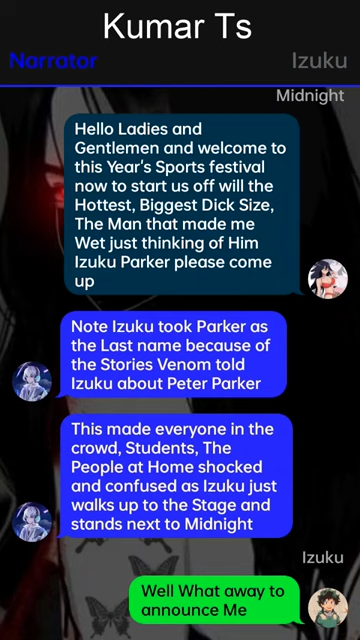 Kumar Ts
Narrator
Izuku
Midnight
Hello Ladies and
Gentlemen and welcome to
this Year's Sports festival
now to start us off will the
Hottest, Biggest Dick Size,
The Man that made me
Wet just thinking of Him
Izuku Parker please come
up
Note Izuku took Parker as
the Last name because of
the Stories Venom told
Izuku about Peter Parker
This made everyone in the
crowd, Students, The
People at Home shocked
and confused as Izuku just
walks up to the Stage and
stands next to Midnight
Izuku
Well What away to
announce Me